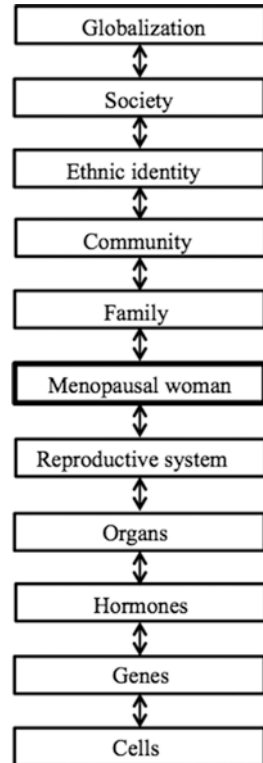 Globalization
Society
Ethnic identity
Community
Family
Menopausal woman
Reproductive system
Organs
Hormones
Genes
Cells